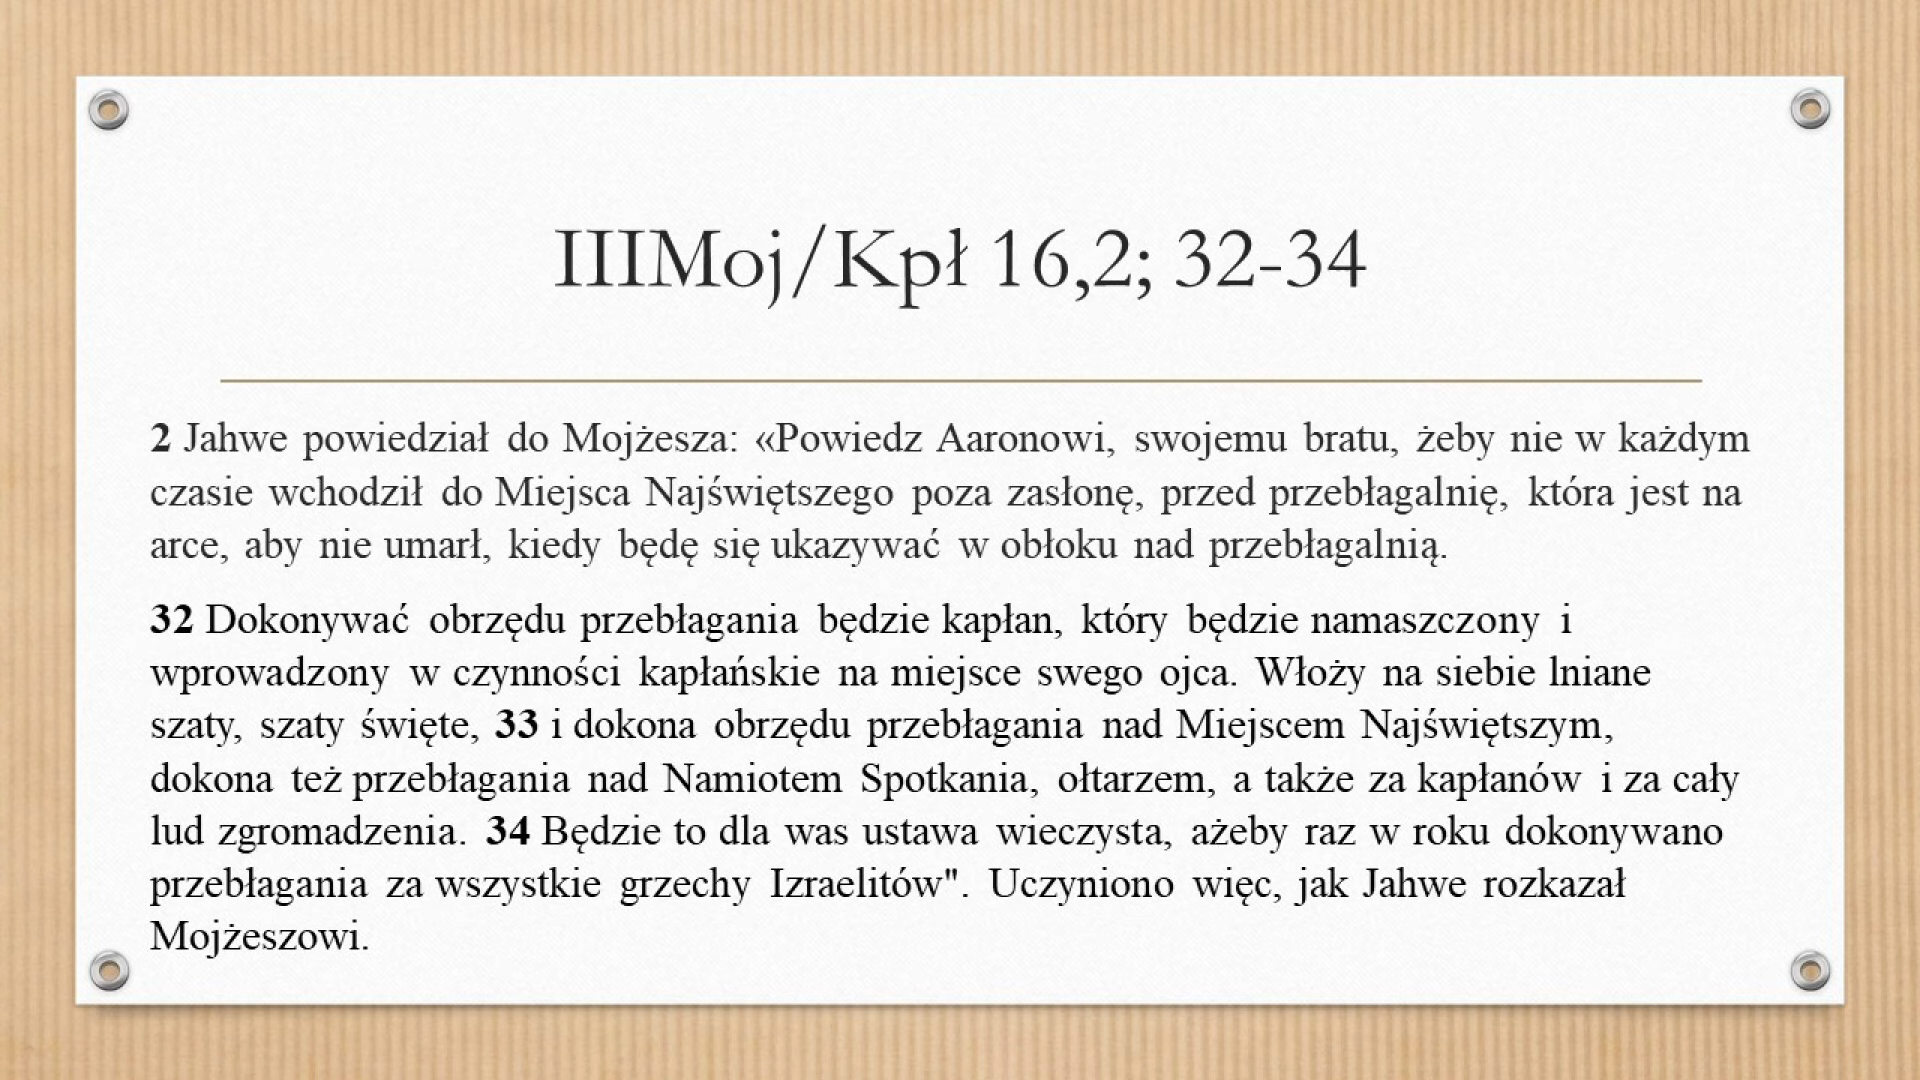 IIIMoj/Kpł 16,2; 32-34
2 Jahwe powiedział do Mojżesza: «Powiedz Aaronowi, swojemu bratu, żeby nie w każdym
czasie wchodził do Miejsca Najświętszego poza zasłonę, przed przebłagalnię, która jest na
arce, aby nie umarł, kiedy będę się ukazywać w obłoku nad przebłagalnią.
32 Dokonywać obrzędu przebłagania będzie kapłan, który będzie namaszczony i
wprowadzony w czynności kapłańskie na miejsce swego ojca. Włoży na siebie lniane
szaty, szaty święte, 33 i dokona obrzędu przebłagania nad Miejscem Najświętszym,
dokona też przebłagania nad Namiotem Spotkania, ołtarzem, a także za kapłanów i za cały
lud zgromadzenia. 34 Będzie to dla was ustawa wieczysta, ażeby raz w roku dokonywano
przebłagania za wszystkie grzechy Izraelitów". Uczyniono więc, jak Jahwe rozkazał
Mojżeszowi.